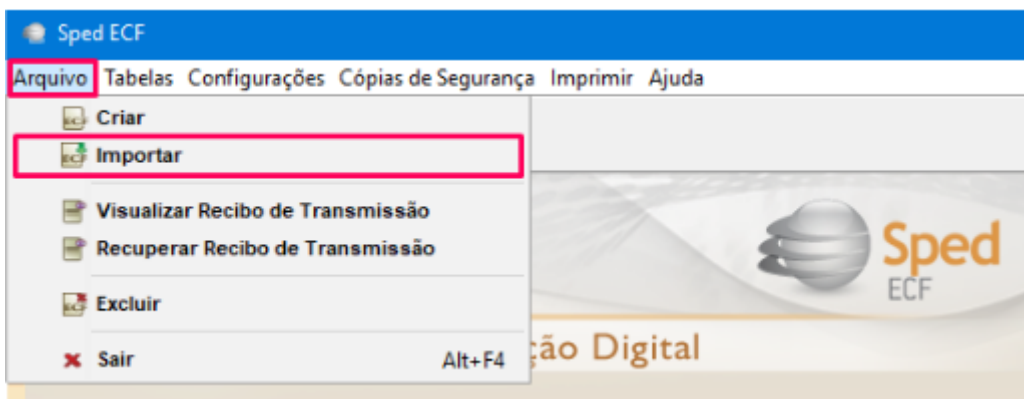 Sped ECF
Arquivo Tabelas Configurações Cópias de Segurança Imprimir Ajuda
Criar
Importar
Visualizar Recibo de Transmissão
Recuperar Recibo de Transmissão
Excluir
Sair Alt+F4
Sped
ECF
ção Digital